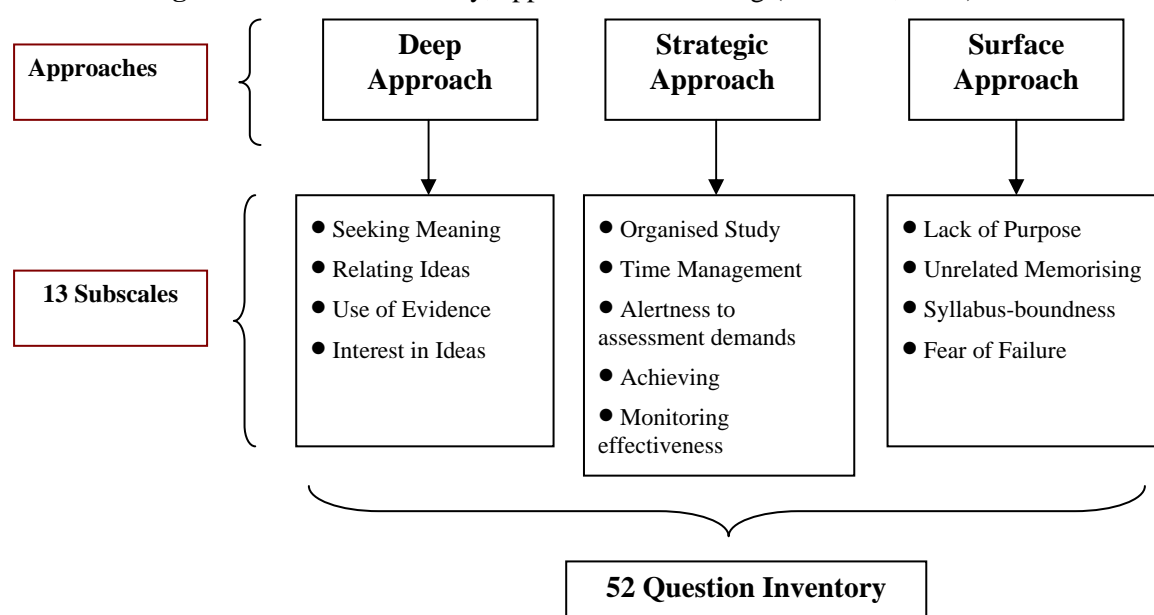 Approaches
Deep
Approach
Strategic
Approach
Surface
Approach
13 Subscales
● Seeking Meaning
● Relating Ideas
● Use of Evidence
● Interest in Ideas
● Organised Study
● Time Management
● Alertness to
assessment demands
● Achieving
● Monitoring
effectiveness
● Lack of Purpose
● Unrelated Memorising
● Syllabus-boundness
● Fear of Failure
52 Question Inventory